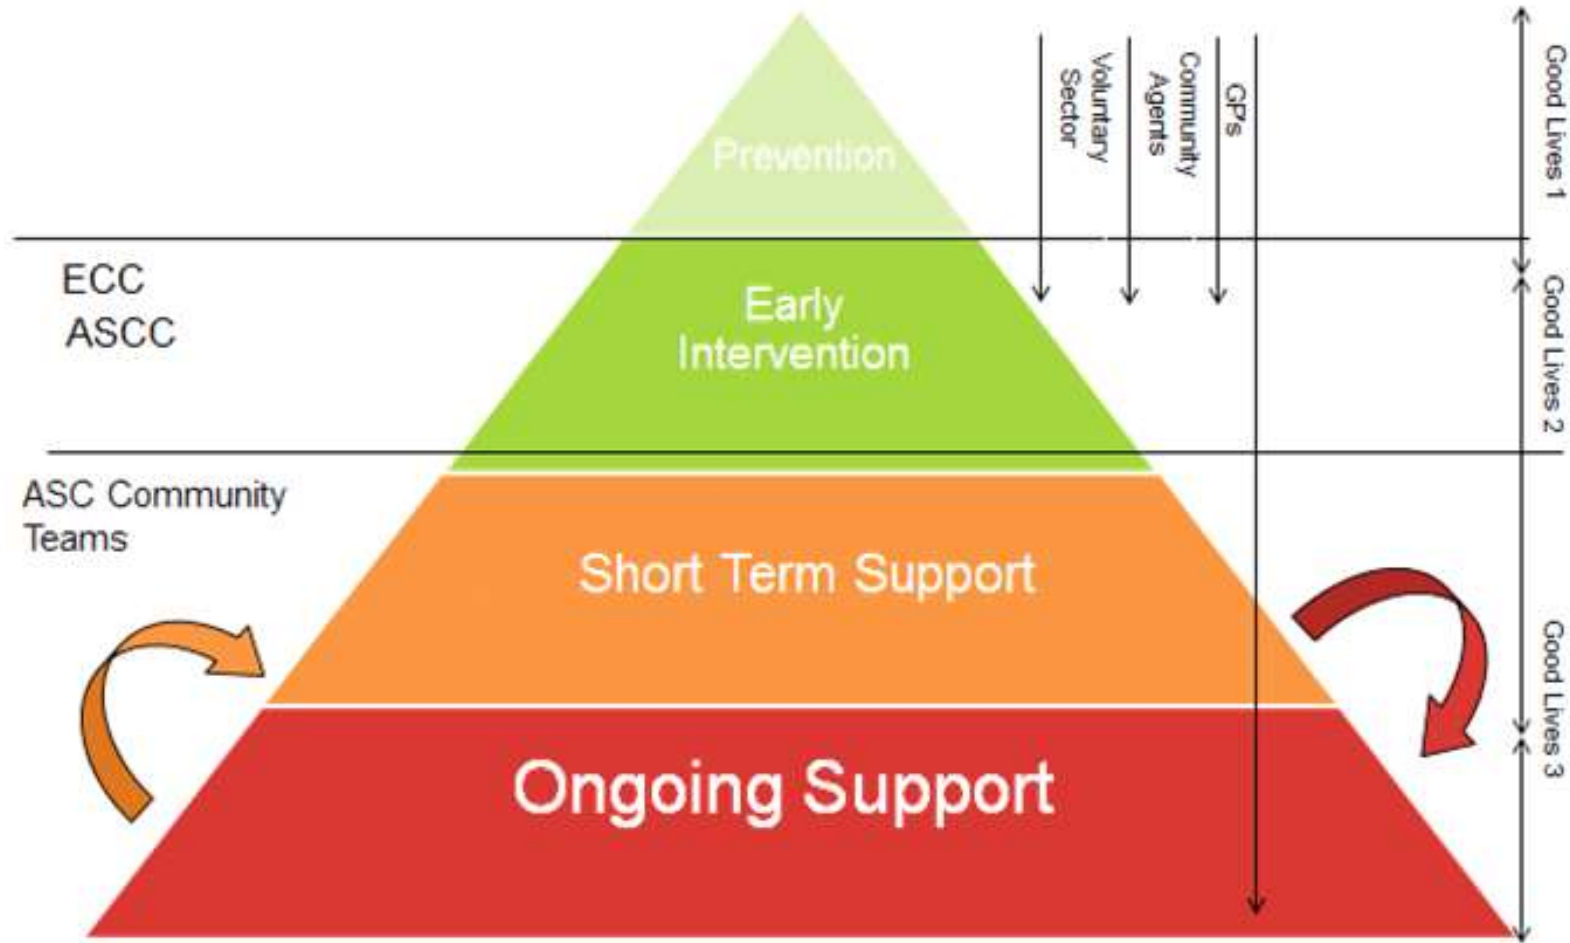 Prevention
Voluntary
Sector
Community
Agents
GP's
Good Lives 1
ECC
ASCC
Early
Intervention
Good Lives 2
ASC Community
Teams
Short Term Support
Good Lives 3
Ongoing Support